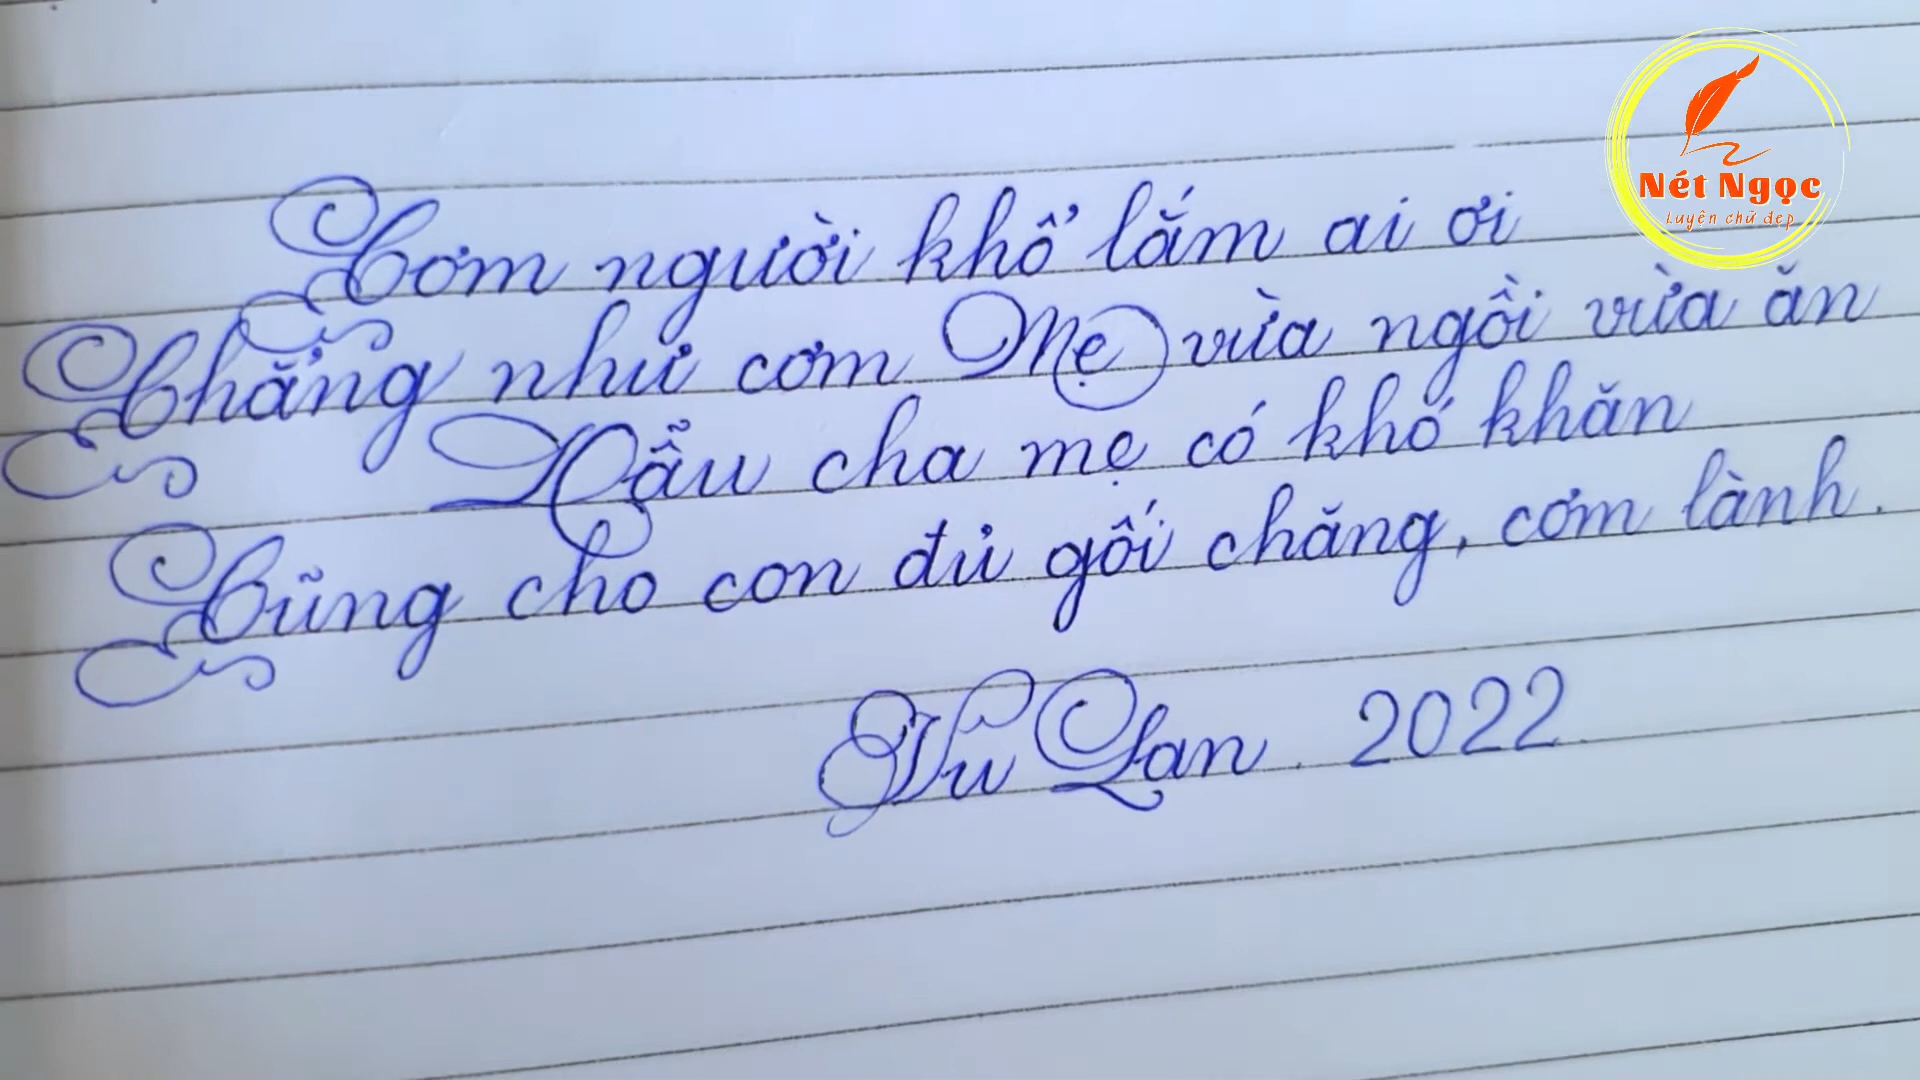 Nét Ngọc
Luyện chữ đẹp
Cơm người khổ lắm ai ơi
Chẳng như cơm Mẹ vừa ngồi vừa ăn
Dẫu cha mẹ có khó khăn
Cũng cho con đủ gối chăng, cơm lành.
Vũ Lan. 2022.